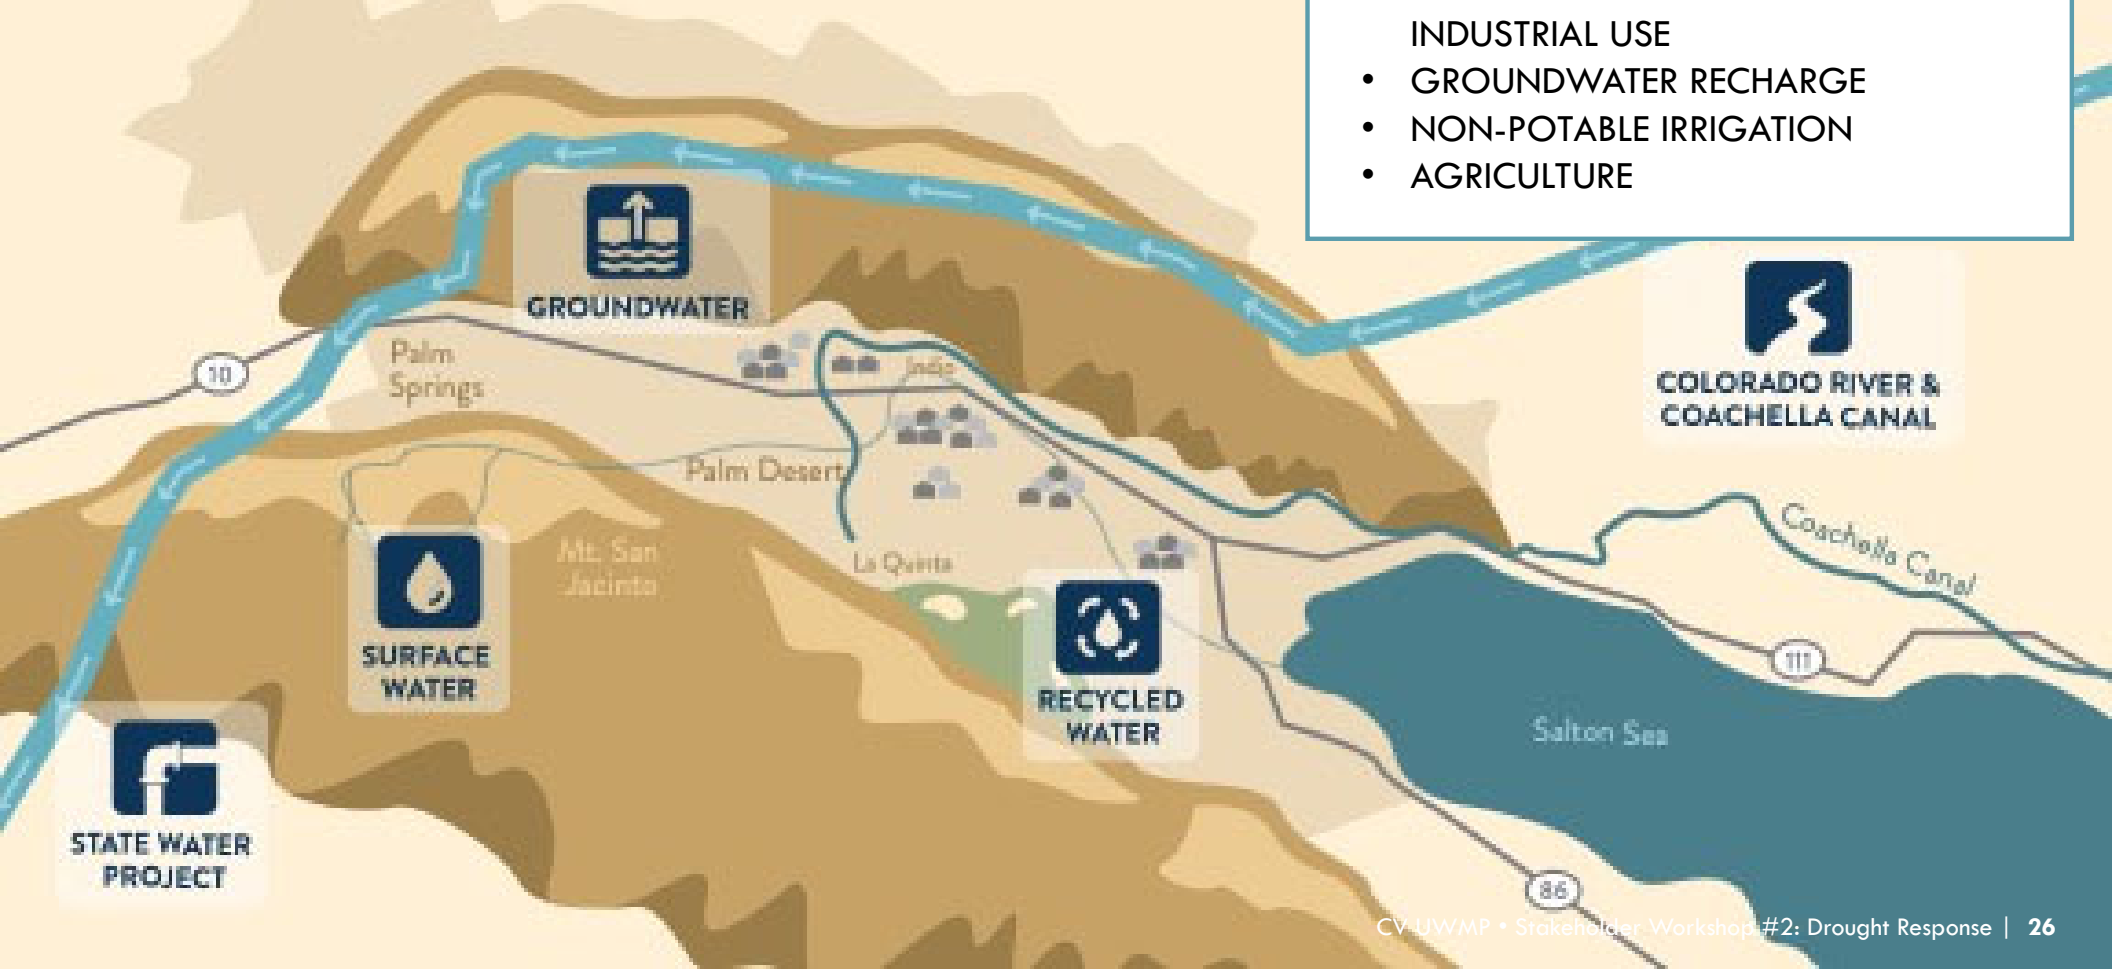 INDUSTRIAL USE
• GROUNDWATER RECHARGE
• NON-POTABLE IRRIGATION
• AGRICULTURE
GROUNDWATER
COLORADO RIVER &
COACHELLA CANAL
Palm
Springs
10
Indio
Palm Desert
Mt. San
Jacinto
La Quinta
Coachella Canal
SURFACE
WATER
RECYCLED
WATER
111
Salton Sea
STATE WATER
PROJECT
86
CV-UWMP • Stakeholder Workshop #2: Drought Response | 26